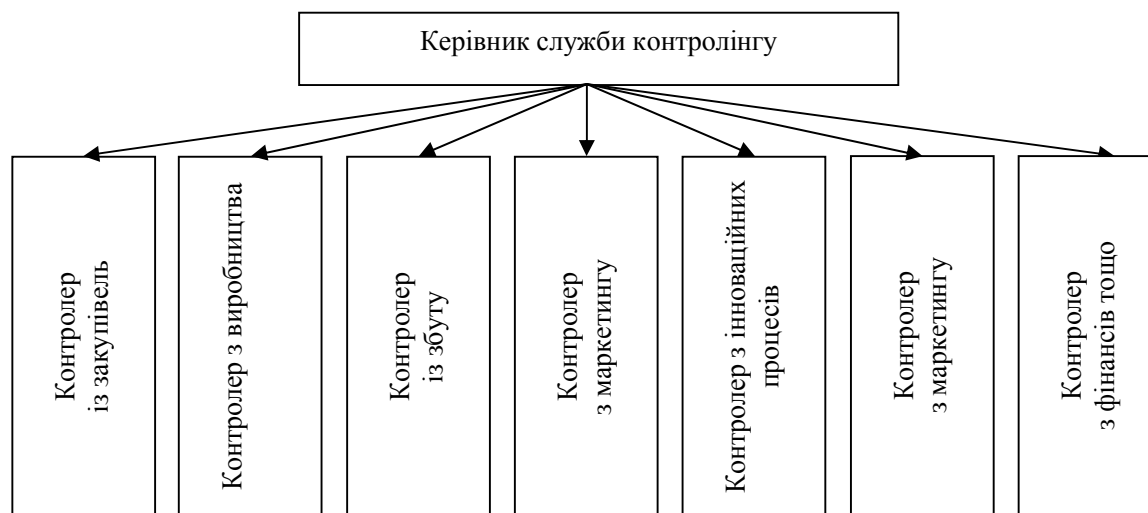 Керівник служби контролінгу
Контролер
із закупівель
Контролер з виробництва
Контролер
із збуту
Контролер
з маркетингу
Контролер з інноваційних
процесів
Контролер
з маркетингу
Контролер
з фінансів тощо